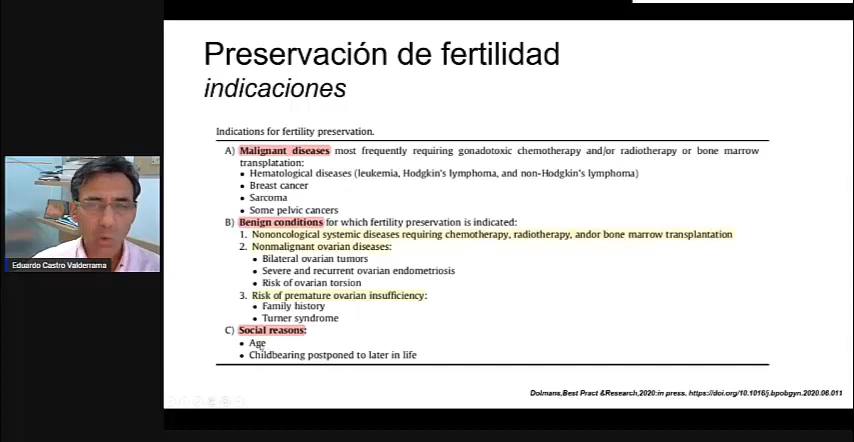 Preservación de fertilidad
indicaciones
Indications for fertility preservation.
A) Malignant diseases most frequently requiring gonadotoxic chemotherapy and/or radiotherapy or bone marrow
transplatation:
• Hematological diseases (leukemia, Hodgkin's lymphoma, and non-Hodgkin's lymphoma)
• Breast cancer
• Sarcoma
• Some pelvic cancers
B) Benign conditions for which fertility preservation is indicated:
1. Nononcological systemic diseases requiring chemotherapy, radiotherapy, andor bone marrow transplantation
2. Nonmalignant ovarian diseases:
• Bilateral ovarian tumors
• Severe and recurrent ovarian endometriosis
• Risk of ovarian torsion
3. Risk of premature ovarian insufficiency:
• Family history
• Turner syndrome
C) Social reasons:
• Age
• Childbearing postponed to later in life
Dolmans,Best Pract &Research,2020:in press. https://doi.org/10.1016/j.bpobgyn.2020.06.011
Eduardo Castro Valderrama